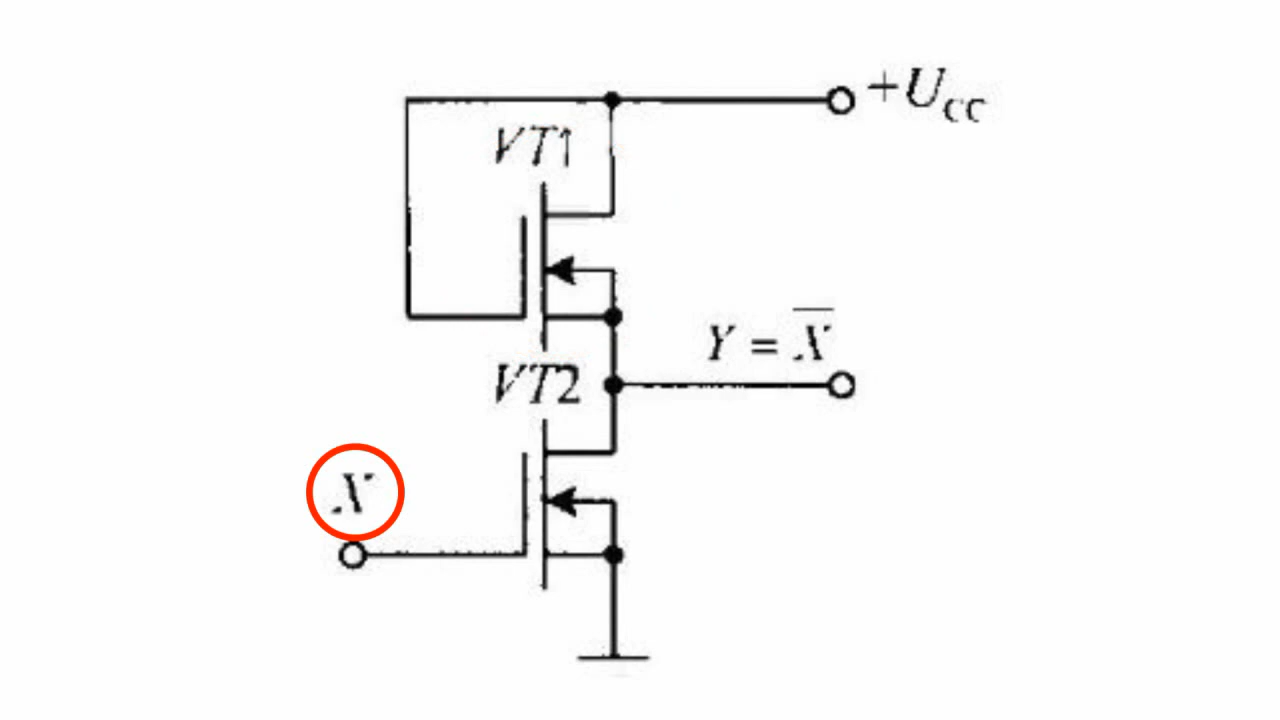 +U_CC
VT1
Y = X̅
VT2
X